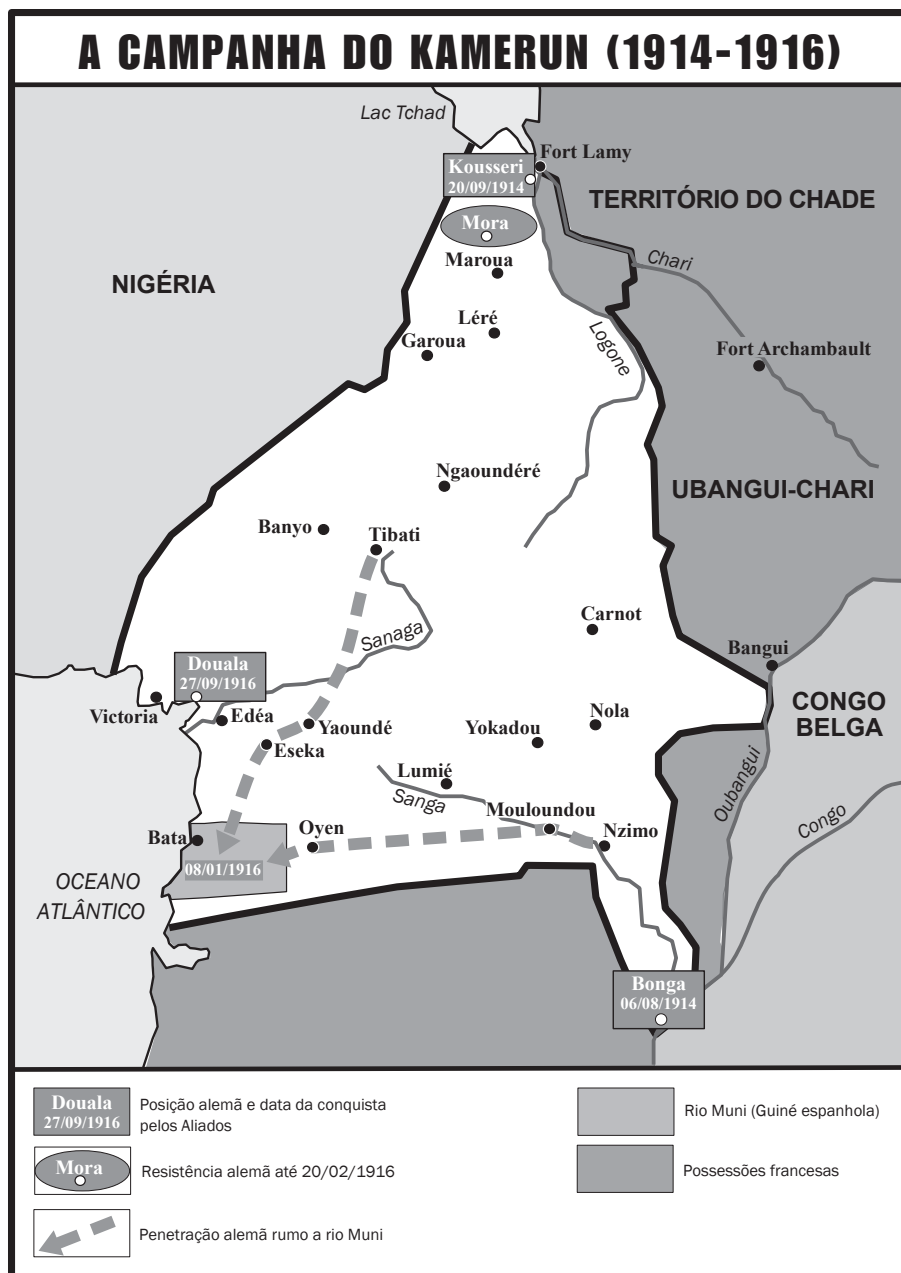 A CAMPANHA DO KAMERUN (1914-1916)
Lac Tchad
Fort Lamy
Kousseri
20/09/1914
TERRITÓRIO DO CHADE
Mora
Maroua
Chari
NIGÉRIA
Léré
Garoua
Logone
Fort Archambault
Ngaoundéré
UBANGUI-CHARI
Banyo
Tibati
Carnot
Sanaga
Bangui
Douala
27/09/1916
Victoria
Edéa
Yaoundé
Eseka
Yokadou
Nola
CONGO
BELGA
Lumié
Sanga
Oubangui
Congo
Mouloundou
Nzimo
Bata
Oyen
08/01/1916
OCEANO
ATLÂNTICO
Bonga
06/08/1914
Douala
27/09/1916
Posição alemã e data da conquista
pelos Aliados
Mora
Resistência alemã até 20/02/1916
Penetração alemã rumo a rio Muni
Rio Muni (Guiné espanhola)
Possessões francesas